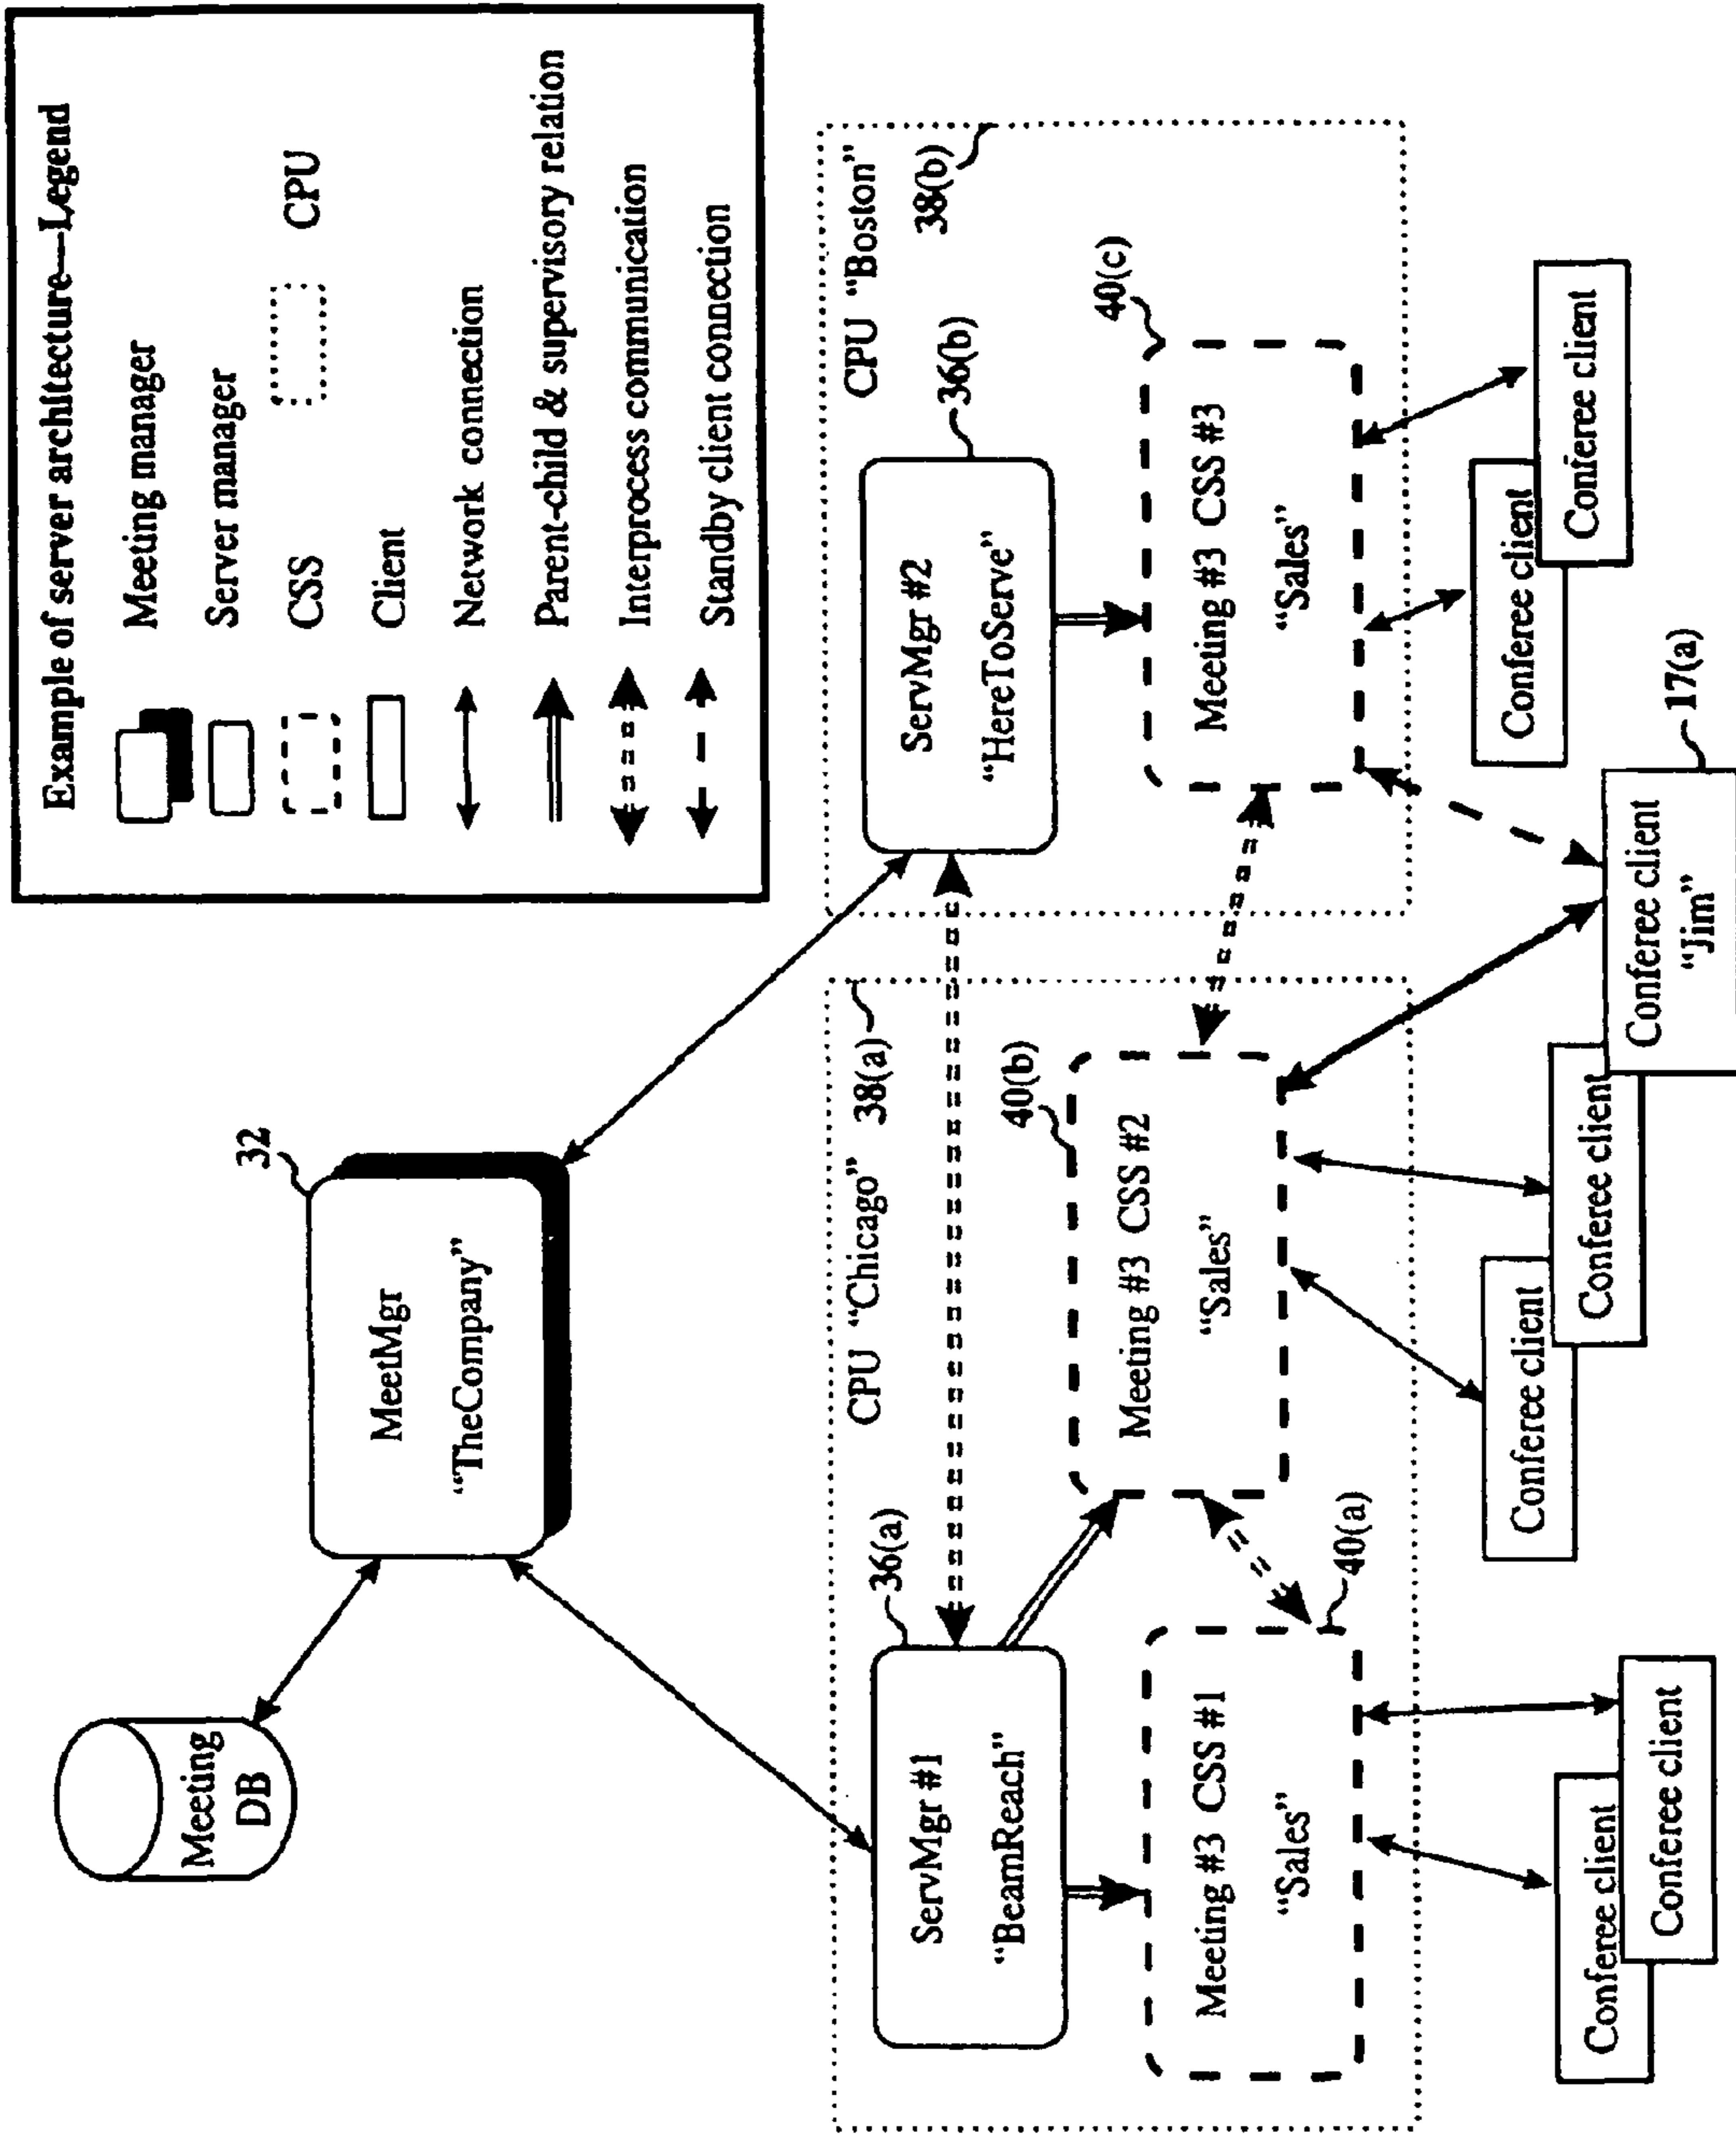 Example of server architecture—Legend
Meeting manager
Server manager
CSS
CPU
Client
Network connection
Parent-child & supervisory relation
Interprocess communication
Standby client connection
Meeting
DB
32
MeetMgr
“TheCompany”
CPU “Chicago”
38(a)
36(a)
ServMgr #1
“BeamReach”
40(b)
Meeting #3 CSS #2
“Sales”
Meeting #3 CSS #1
“Sales”
40(a)
CPU “Boston”
38(b)
36(b)
ServMgr #2
“HereToServe”
40(c)
Meeting #3 CSS #3
“Sales”
Conferee client
Conferee client
Conferee client
Conferee client
Conferee client
“Jim”
17(a)
Conferee client
Conferee client